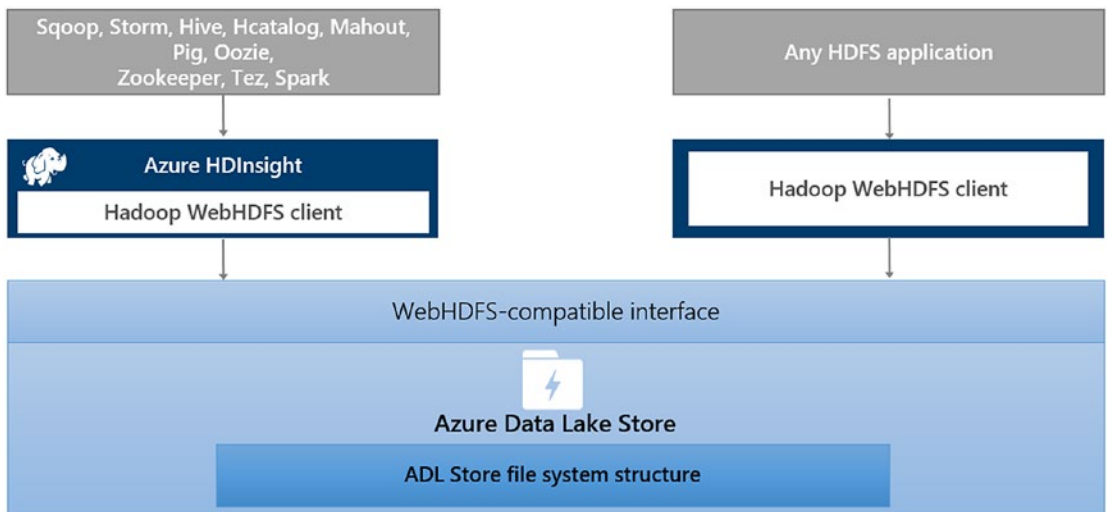 Sqoop, Storm, Hive, Hcatalog, Mahout,
Pig, Oozie,
Zookeeper, Tez, Spark
Any HDFS application
Azure HDInsight
Hadoop WebHDFS client
Hadoop WebHDFS client
WebHDFS-compatible interface
Azure Data Lake Store
ADL Store file system structure